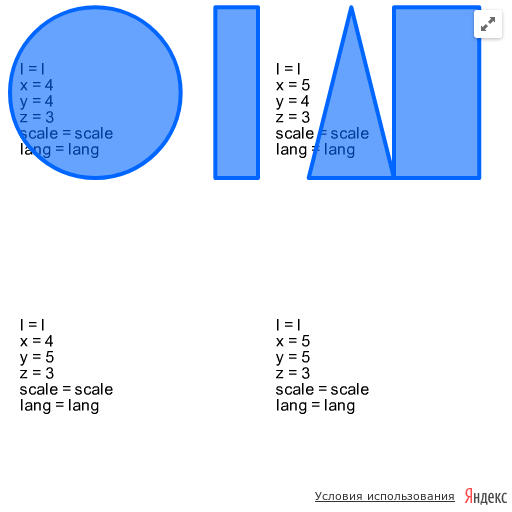 l = l
x = 4
y = 4
z = 3
scale = scale
lang = lang
l = l
x = 5
y = 4
z = 3
scale = scale
lang = lang
l = l
x = 4
y = 5
z = 3
scale = scale
lang = lang
l = l
x = 5
y = 5
z = 3
scale = scale
lang = lang
Условия использования
Яндекс